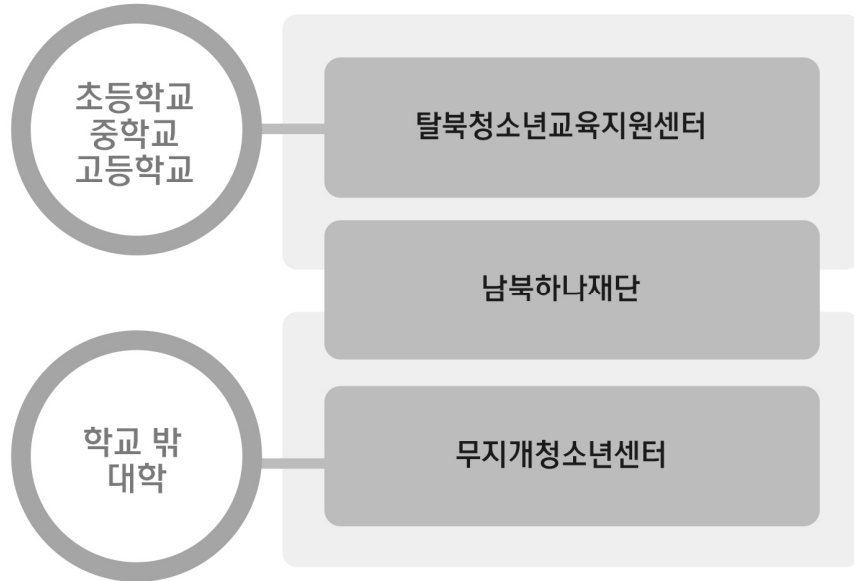 초등학교
중학교
고등학교
탈북청소년교육지원센터
남북하나재단
학교 밖
대학
무지개청소년센터